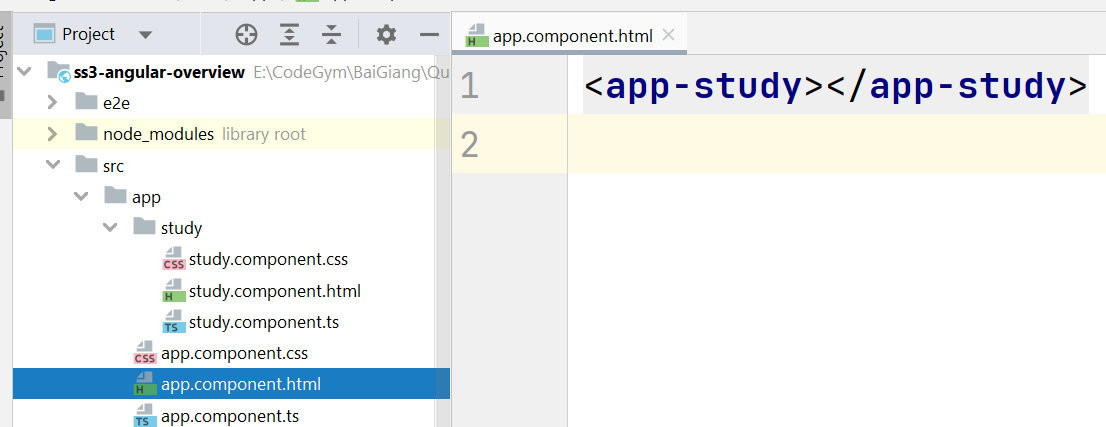 Project
app.component.html
ss3-angular-overview E:\CodeGym\BaiGiang\Qu
e2e
node_modules library root
src
app
study
CSS study.component.css
H study.component.html
TS study.component.ts
CSS app.component.css
H app.component.html
TS app.component.ts
1 <app-study></app-study>
2